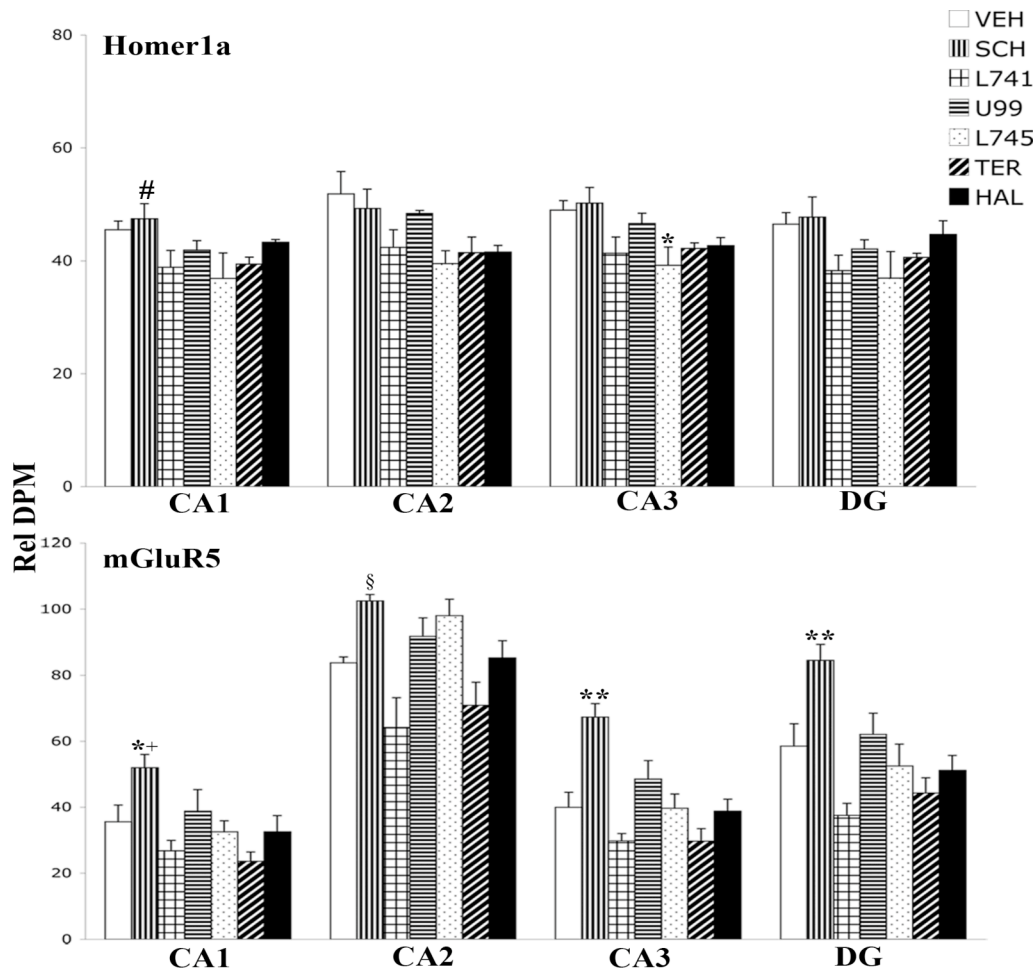 Homer1a
VEH
SCH
L741
U99
L745
TER
HAL
80
60
40
20
0
#
*
CA1 CA2 CA3 DG
Rel DPM
mGluR5
120
100
80
60
40
20
0
*+
§
**
**
CA1 CA2 CA3 DG